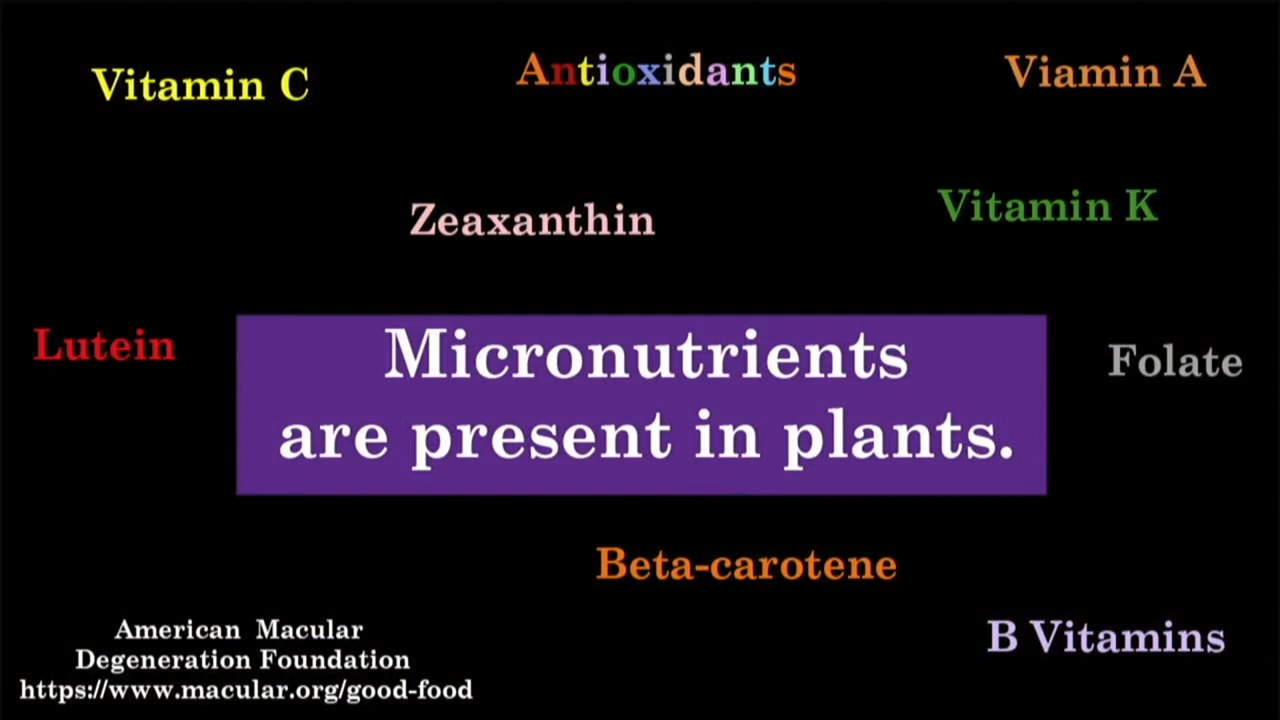 Vitamin C
Antioxidants
Viamin A
Zeaxanthin
Vitamin K
Lutein
Micronutrients
are present in plants.
Folate
Beta-carotene
B Vitamins
American Macular
Degeneration Foundation
https://www.macular.org/good-food